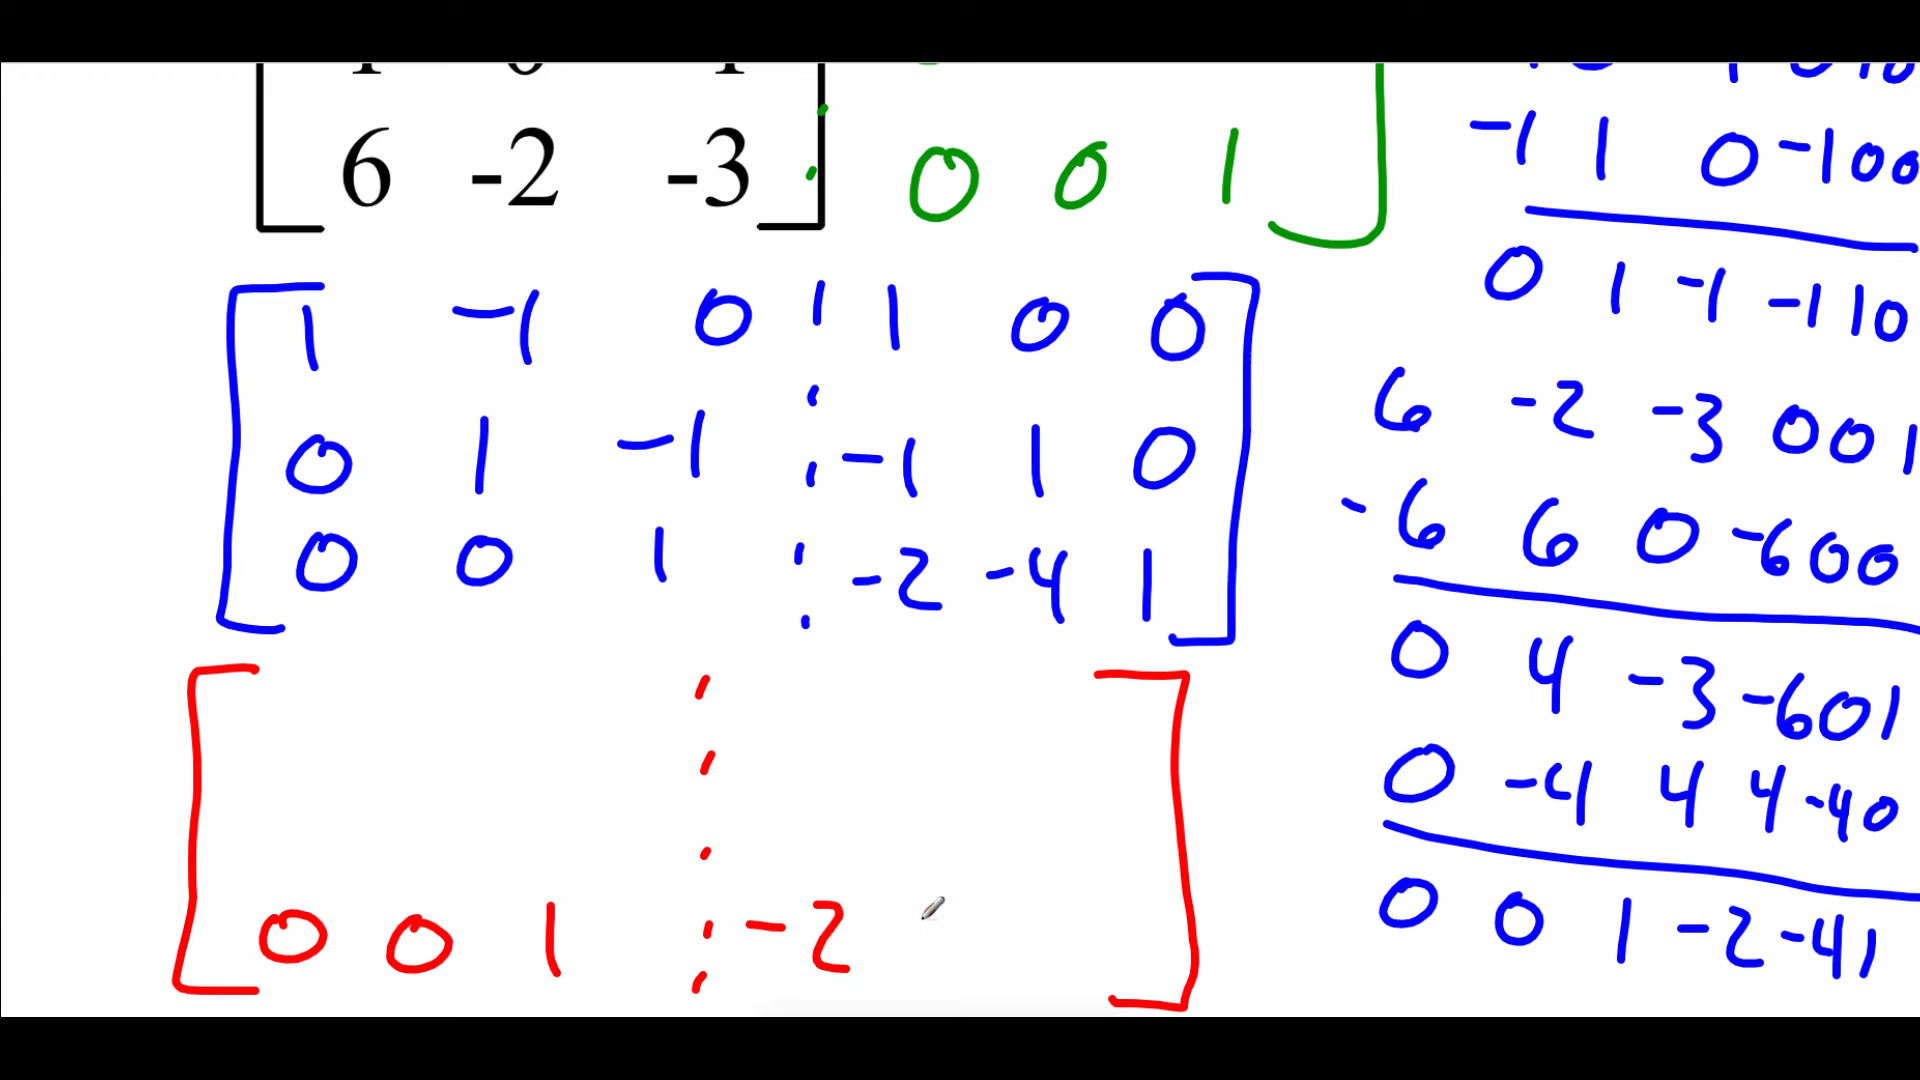 6 -2 -3 0 0 1
1 -1 0 1 0 0
0 1 -1 -1 1 0
0 0 1 -2 -4 1
0 0 1 -2
-1 1 0 -1 0 0
0 1 -1 -1 1 0
6 -2 -3 0 0 1
-6 6 0 -6 0 0
0 4 -3 -6 0 1
0 -4 4 4 -4 0
0 0 1 -2 -4 1